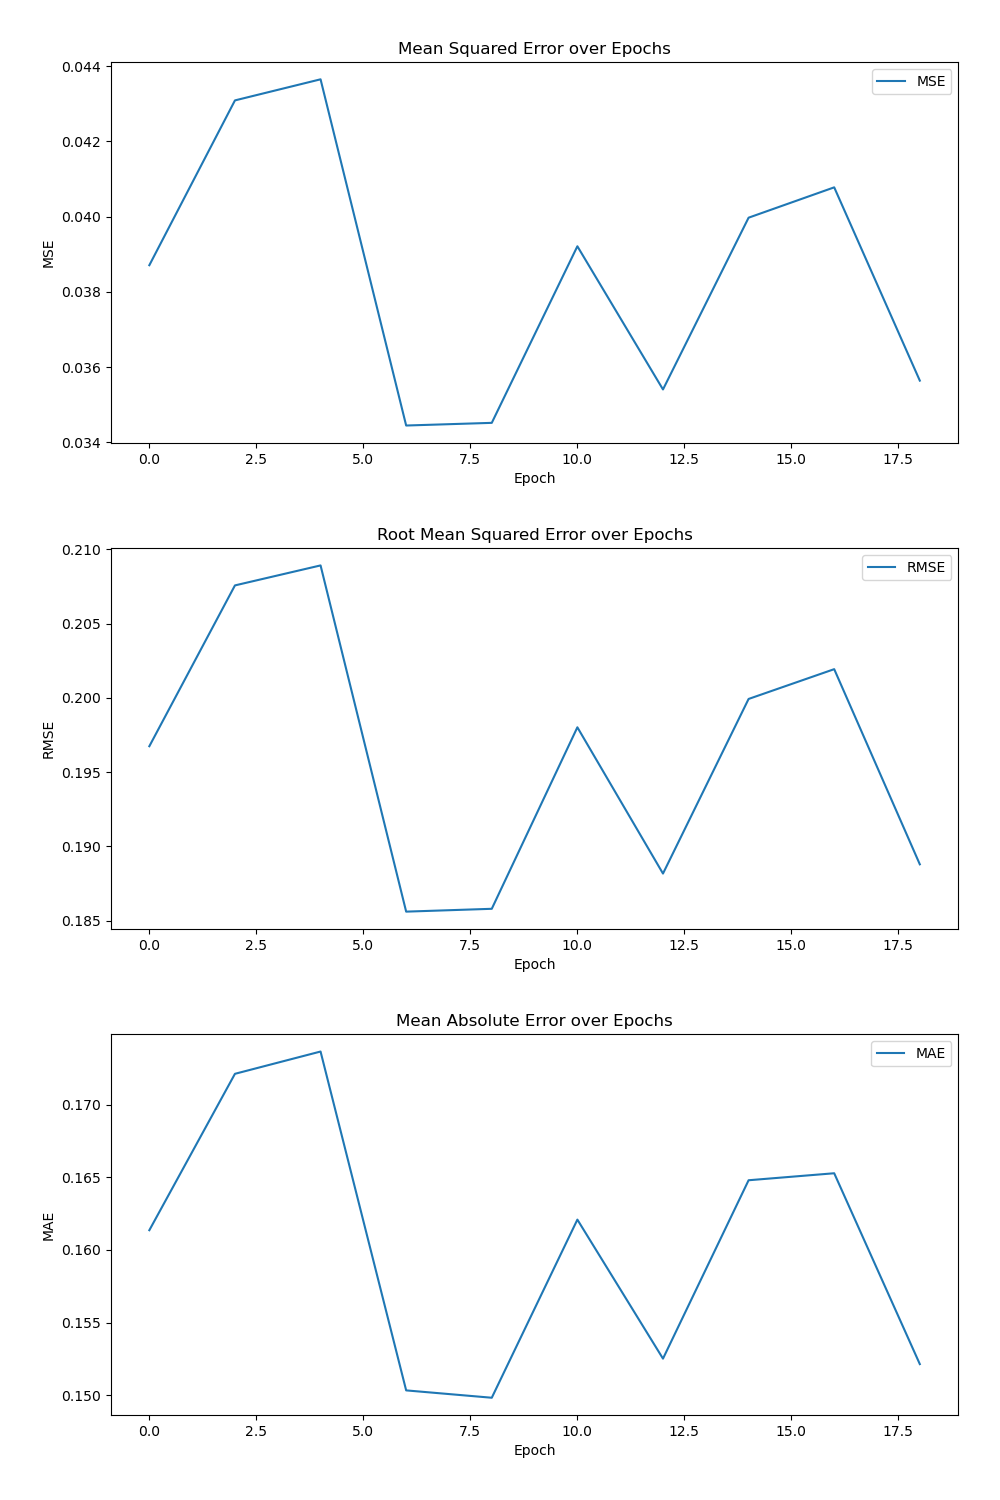 Mean Squared Error over Epochs
MSE
0.044
0.042
0.040
0.038
0.036
0.034
MSE
0.0 2.5 5.0 7.5 10.0 12.5 15.0 17.5
Epoch
Root Mean Squared Error over Epochs
RMSE
0.210
0.205
0.200
0.195
0.190
0.185
RMSE
0.0 2.5 5.0 7.5 10.0 12.5 15.0 17.5
Epoch
Mean Absolute Error over Epochs
MAE
0.170
0.165
0.160
0.155
0.150
MAE
0.0 2.5 5.0 7.5 10.0 12.5 15.0 17.5
Epoch